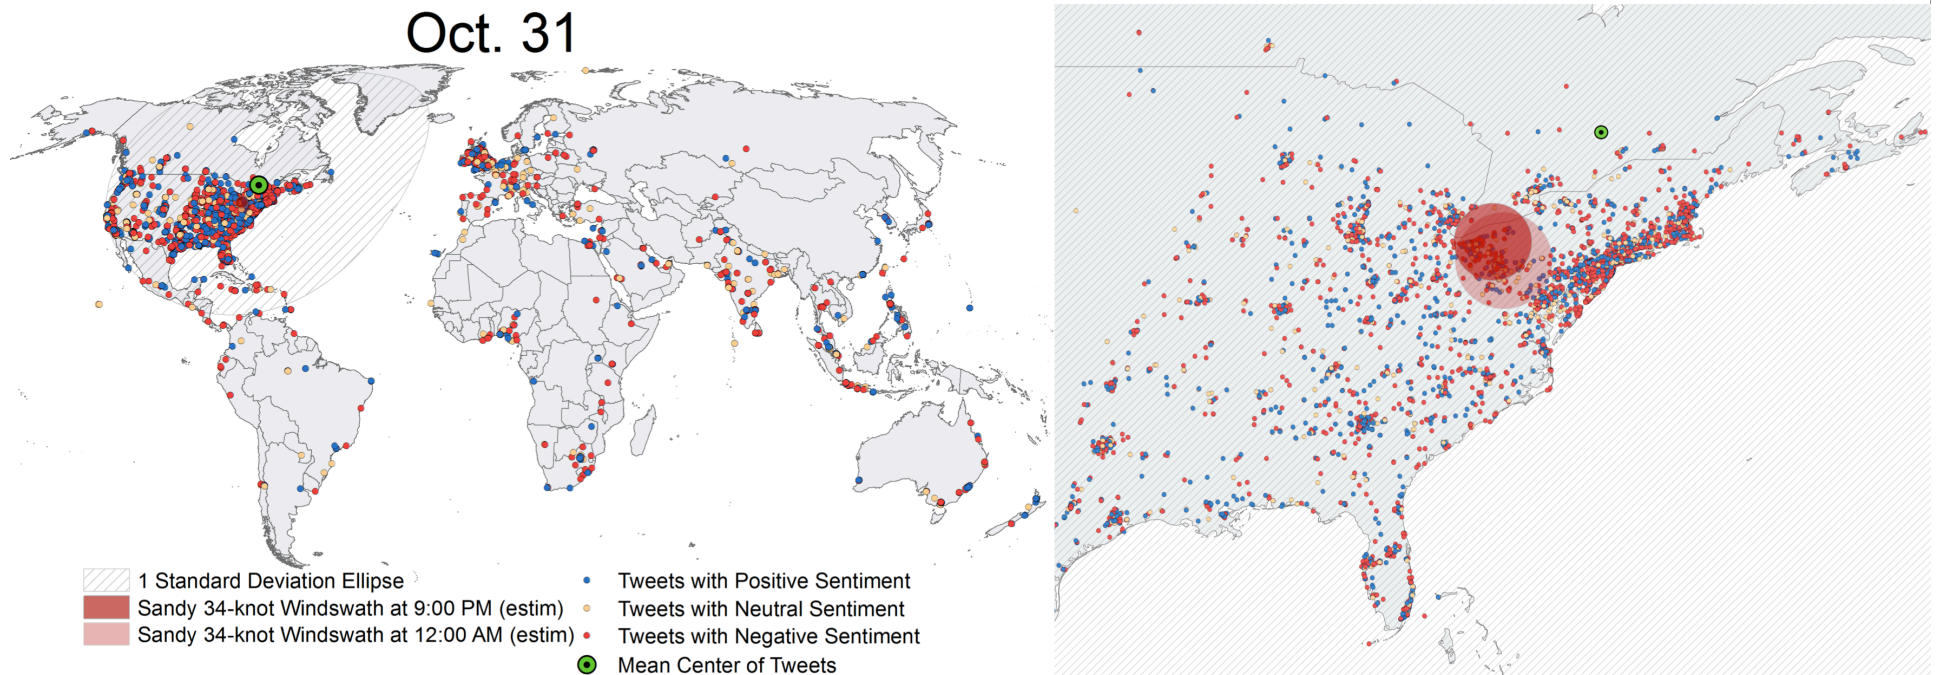 Oct. 31
1 Standard Deviation Ellipse
Sandy 34-knot Windswath at 9:00 PM (estim)
Sandy 34-knot Windswath at 12:00 AM (estim)
Tweets with Positive Sentiment
Tweets with Neutral Sentiment
Tweets with Negative Sentiment
Mean Center of Tweets